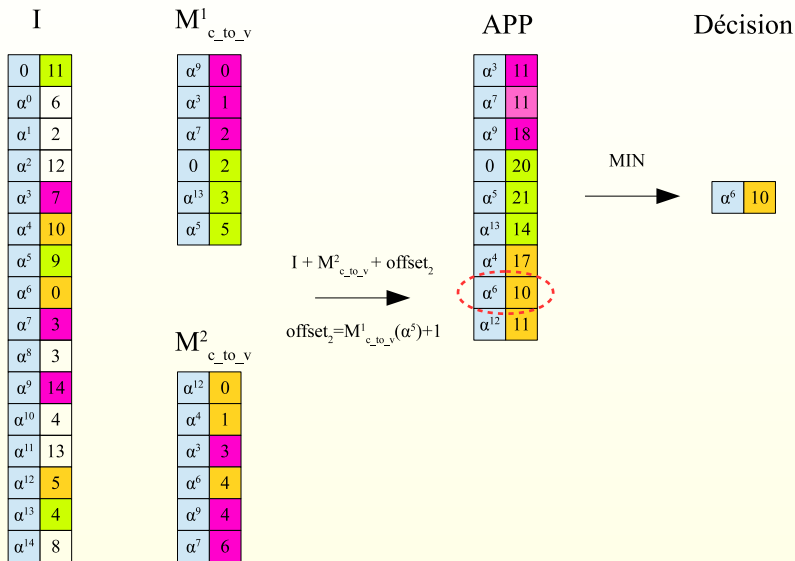 I
0 11
α⁰ 6
α¹ 2
α² 12
α³ 7
α⁴ 10
α⁵ 9
α⁶ 0
α⁷ 3
α⁸ 3
α⁹ 14
α¹⁰ 4
α¹¹ 13
α¹² 5
α¹³ 4
α¹⁴ 8
M¹c_to_v
α⁹ 0
α³ 1
α⁷ 2
0 2
α¹³ 3
α⁵ 5
M²c_to_v
α¹² 0
α⁴ 1
α³ 3
α⁶ 4
α⁹ 4
α⁷ 6
I + M²c_to_v + offset₂
offset₂=M¹c_to_v(α⁵)+1
APP
α³ 11
α⁷ 11
α⁹ 18
0 20
α⁵ 21
α¹³ 14
α⁴ 17
α⁶ 10
α¹² 11
MIN
Décision
α⁶ 10